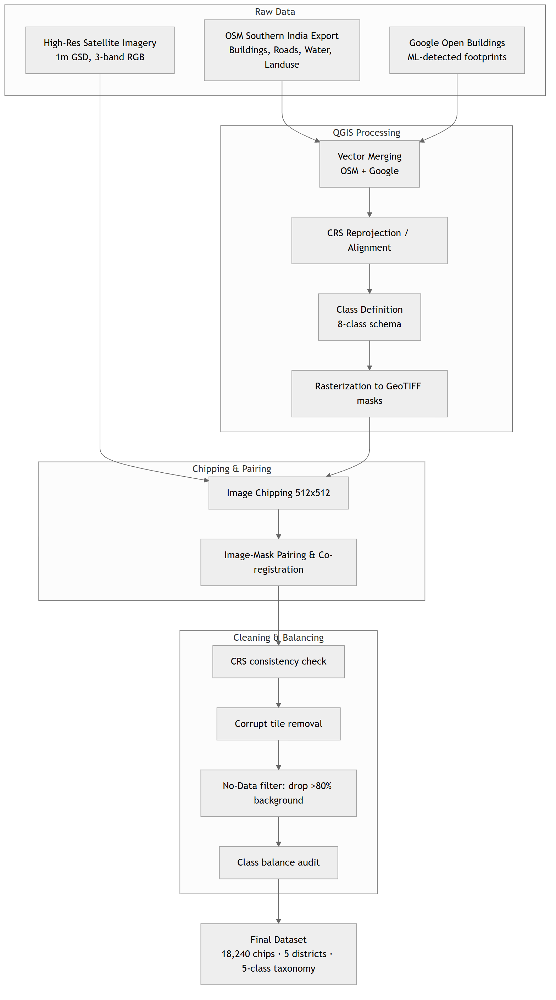 Raw Data
High-Res Satellite Imagery
1m GSD, 3-band RGB
OSM Southern India Export
Buildings, Roads, Water,
Landuse
Google Open Buildings
ML-detected footprints
QGIS Processing
Vector Merging
OSM + Google
CRS Reprojection /
Alignment
Class Definition
8-class schema
Rasterization to GeoTIFF
masks
Chipping & Pairing
Image Chipping 512x512
Image-Mask Pairing & Co-
registration
Cleaning & Balancing
CRS consistency check
Corrupt tile removal
No-Data filter: drop >80%
background
Class balance audit
Final Dataset
18,240 chips · 5 districts ·
5-class taxonomy